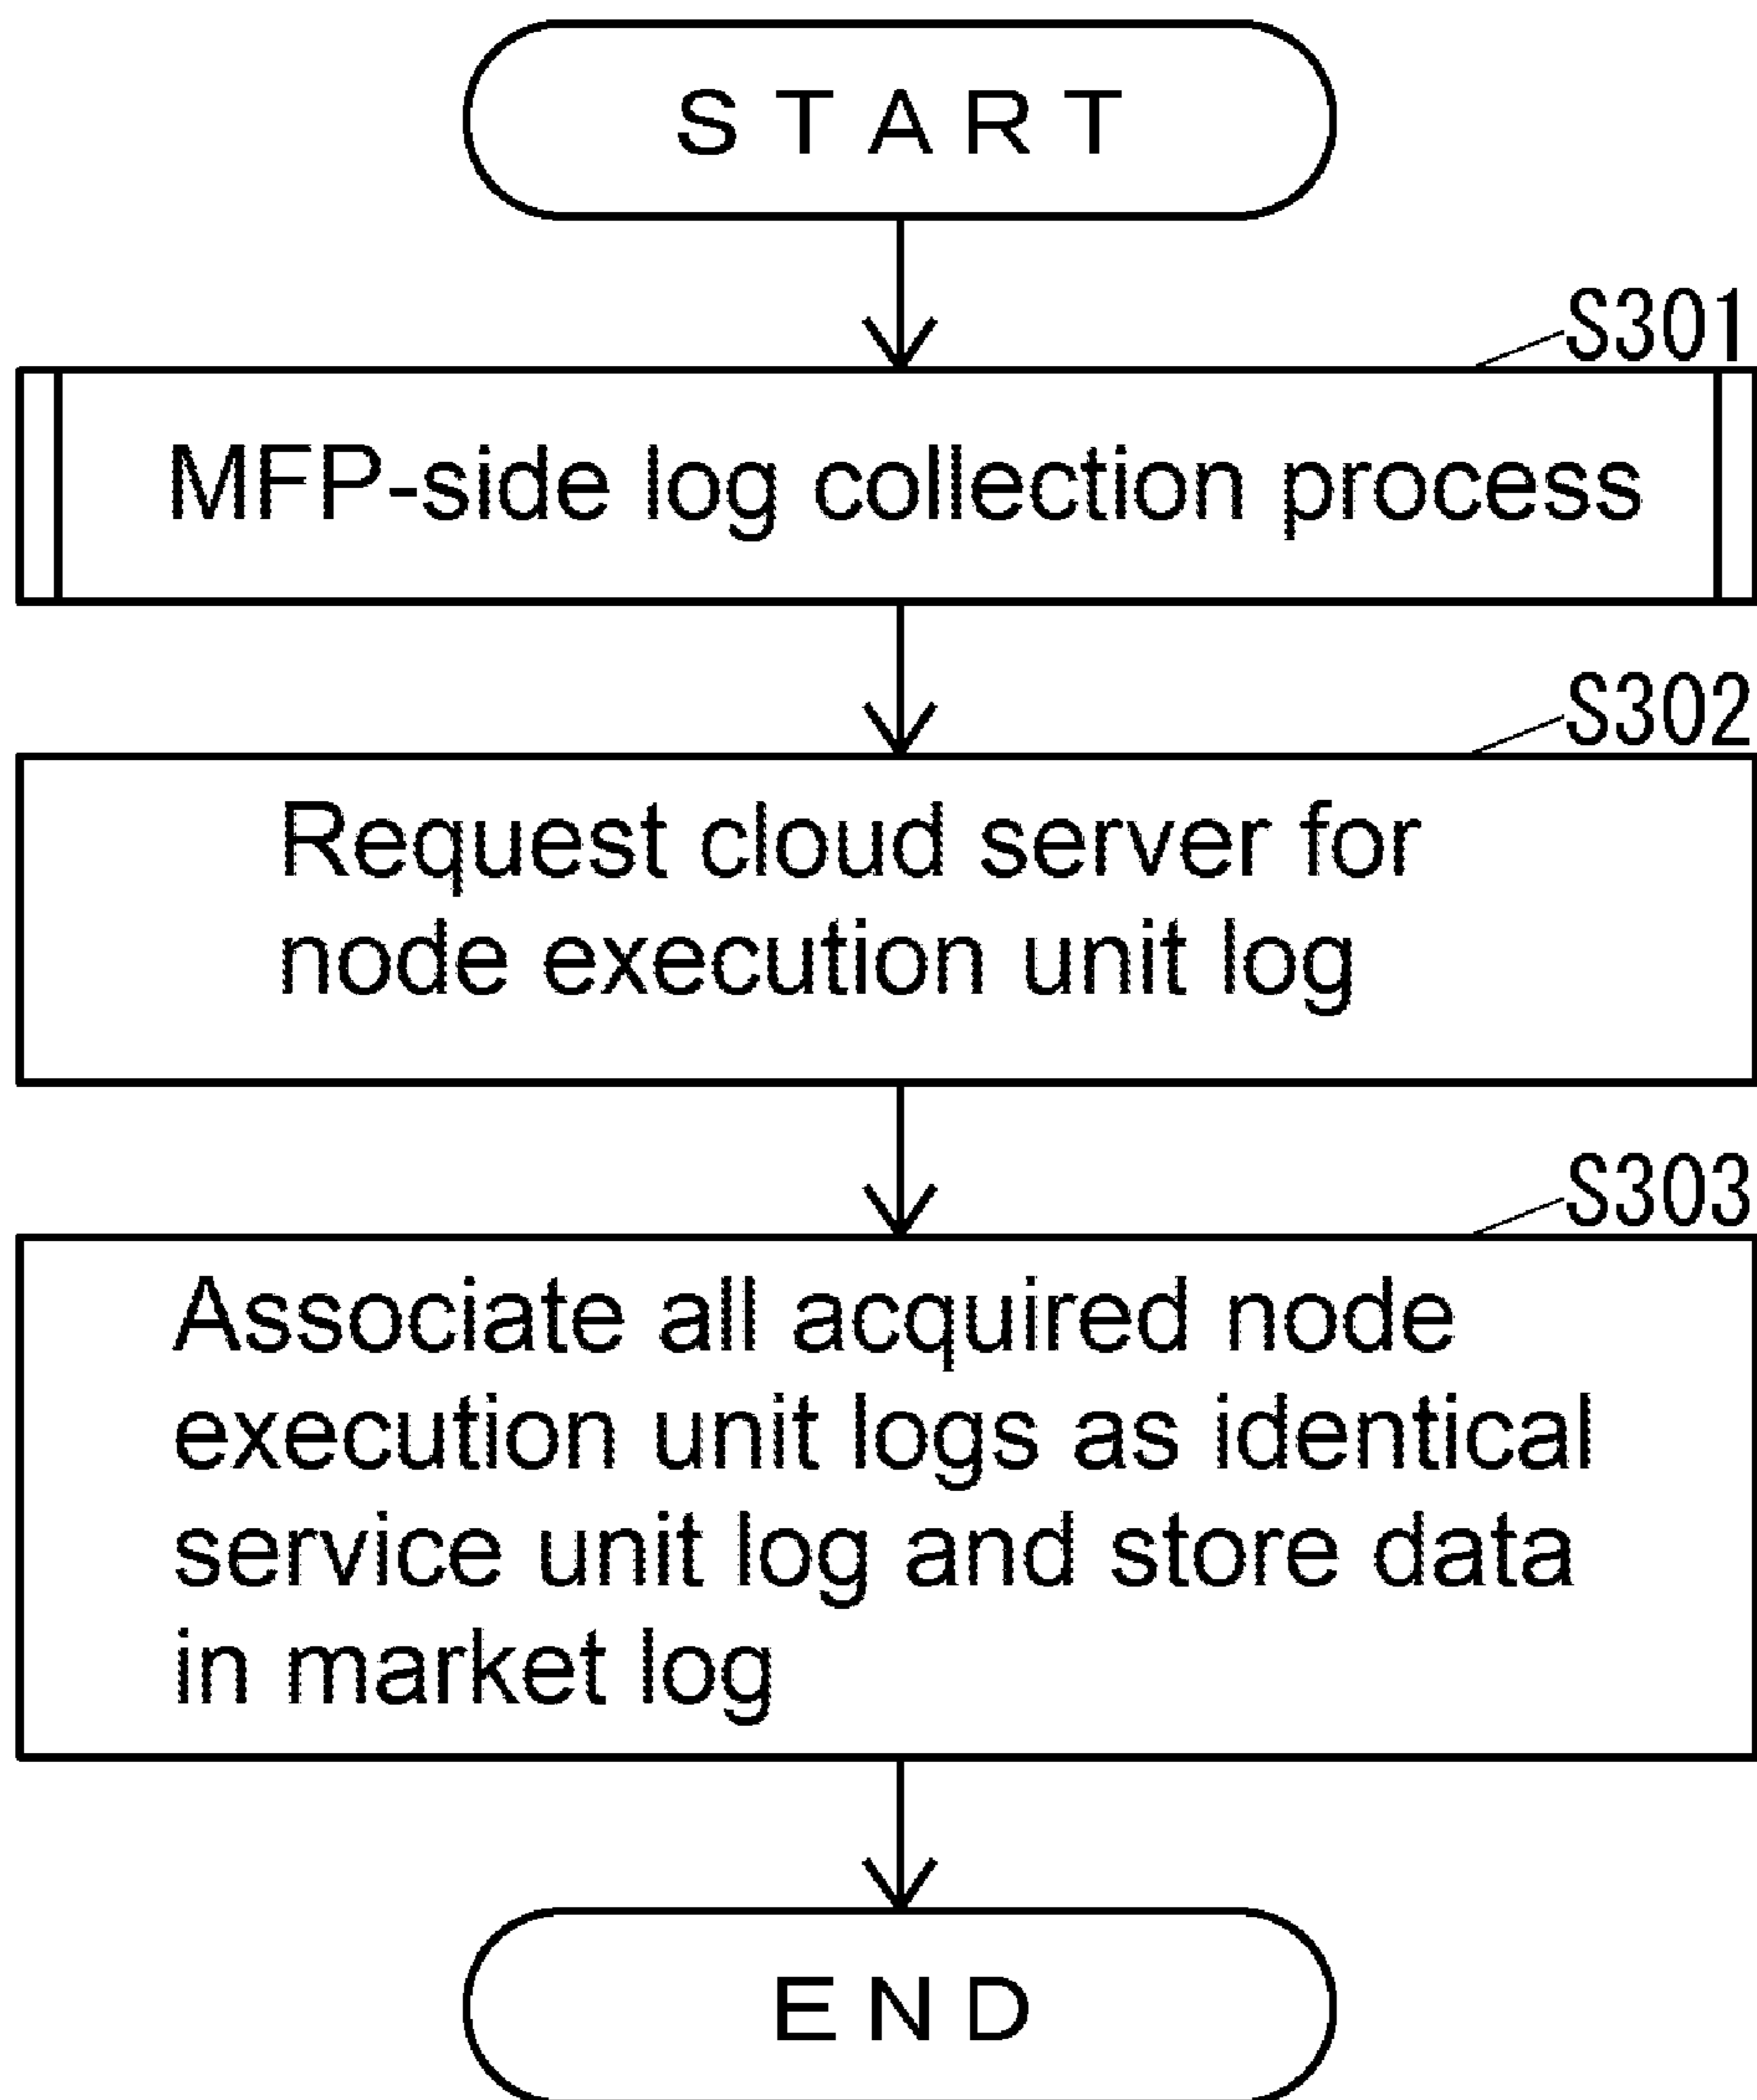 START
S301
MFP-side log collection process
S302
Request cloud server for
node execution unit log
S303
Associate all acquired node
execution unit logs as identical
service unit log and store data
in market log
END